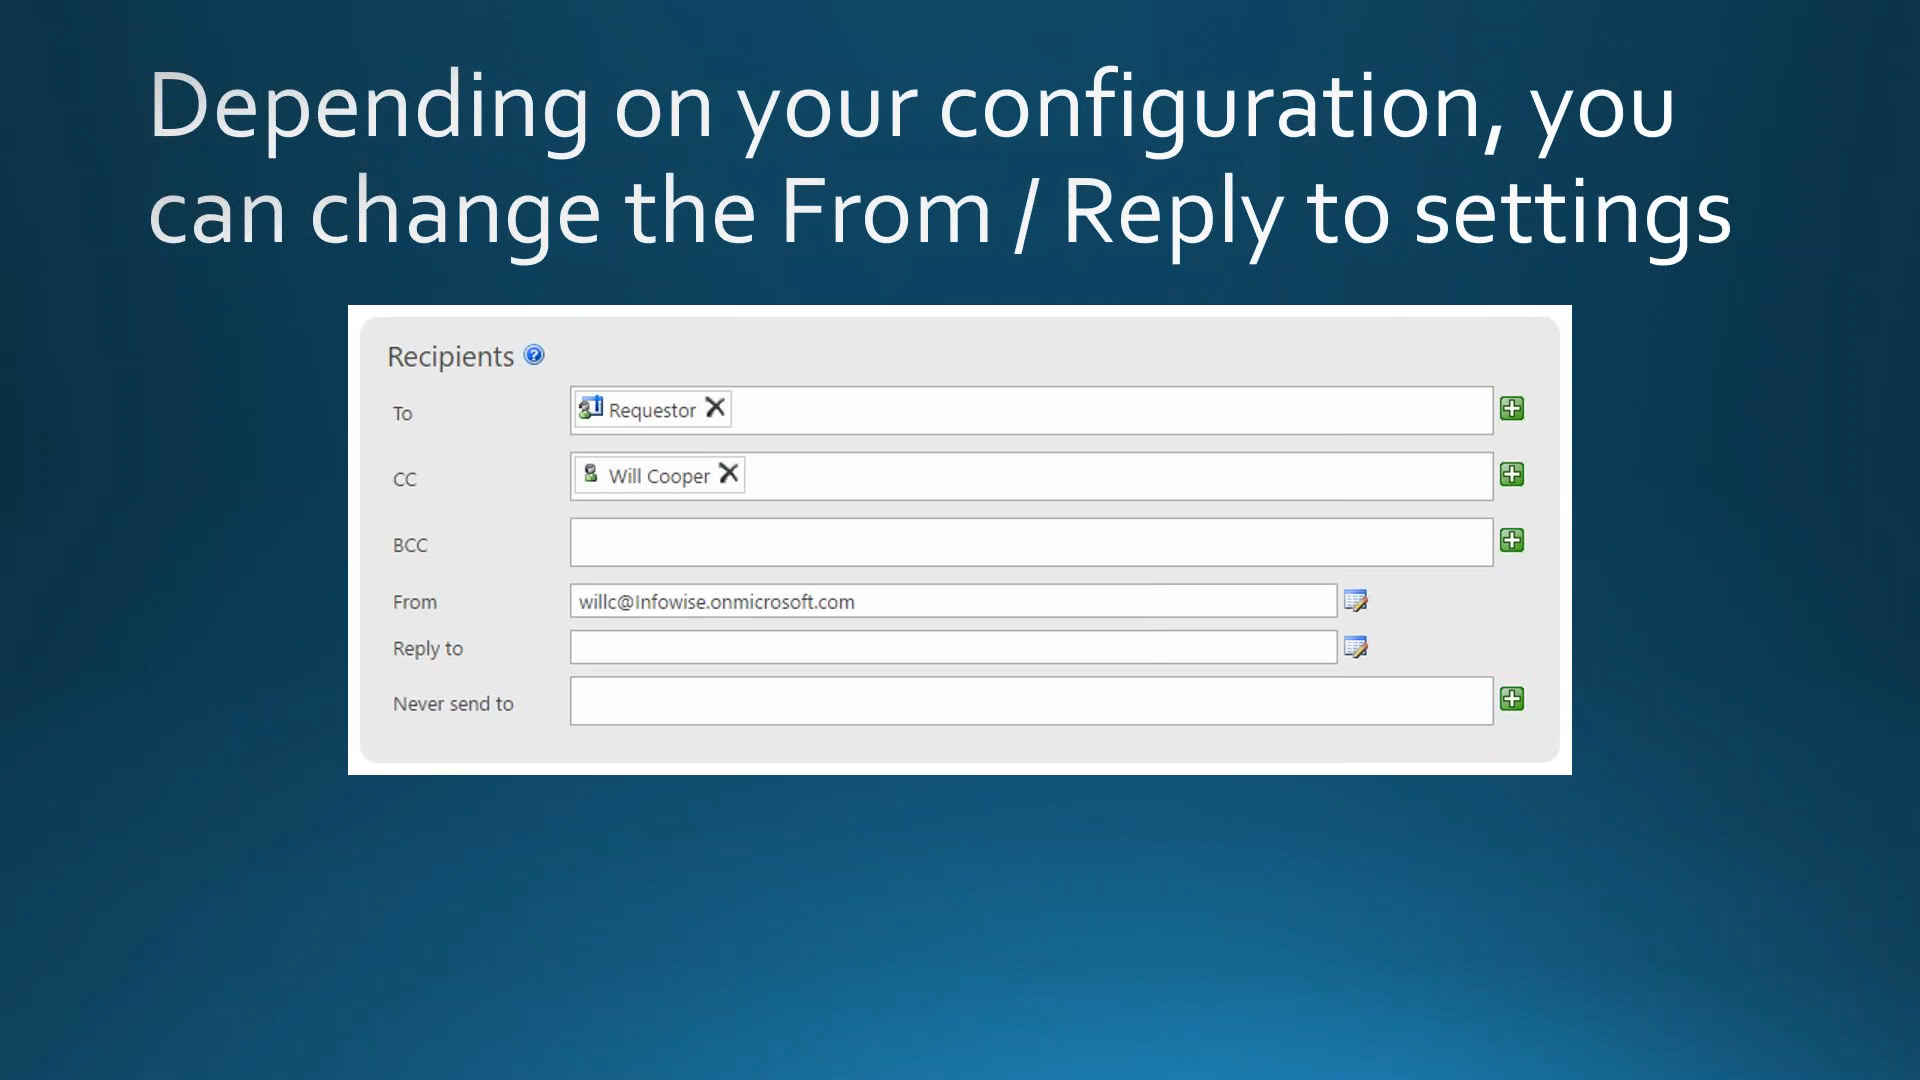 Depending on your configuration, you
can change the From / Reply to settings
Recipients ?
To Requestor
CC Will Cooper
BCC
From willc@Infowise.onmicrosoft.com
Reply to
Never send to